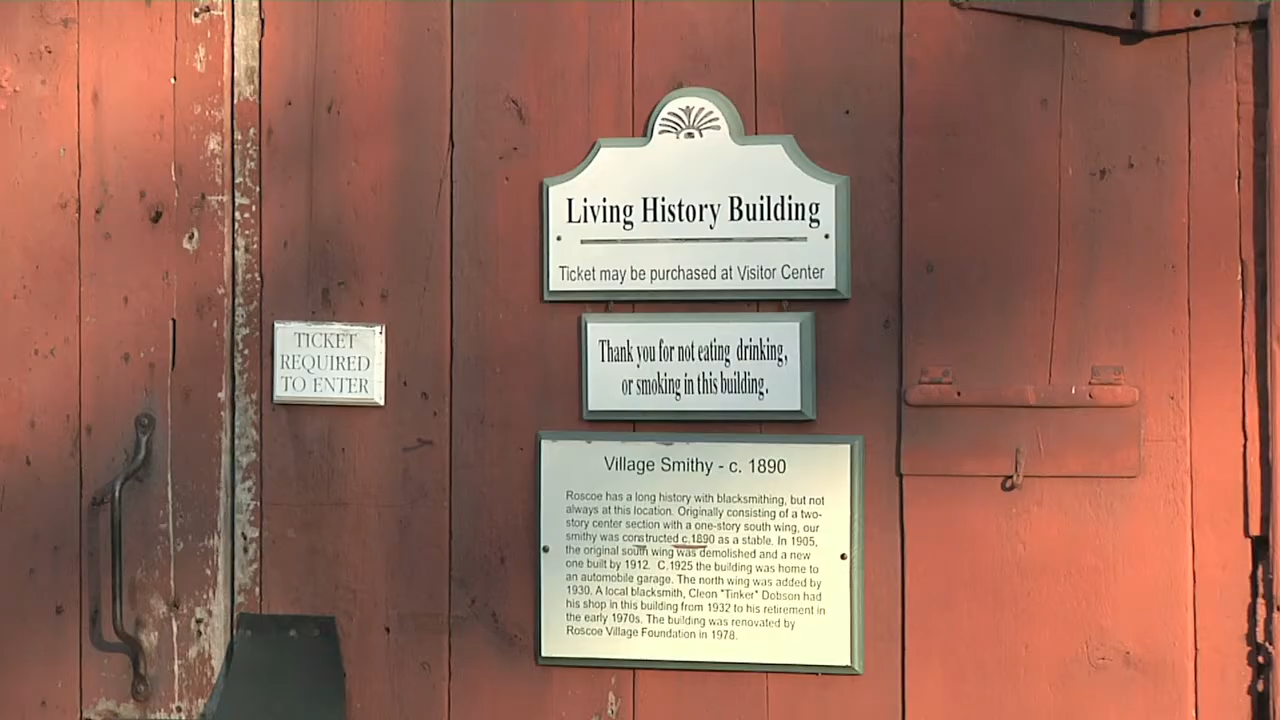 Living History Building
Ticket may be purchased at Visitor Center
TICKET
REQUIRED
TO ENTER
Thank you for not eating drinking,
or smoking in this building.
Village Smithy - c. 1890
Roscoe has a long history with blacksmithing, but not
always at this location. Originally consisting of a two-
story center section with a one-story south wing, our
smithy was constructed c.1890 as a stable. In 1905,
the original south wing was demolished and a new
one built by 1912. C.1925 the building was home to
an automobile garage. The north wing was added by
1930. A local blacksmith, Cleon "Tinker" Dobson had
his shop in this building from 1932 to his retirement in
the early 1970s. The building was renovated by
Roscoe Village Foundation in 1978.